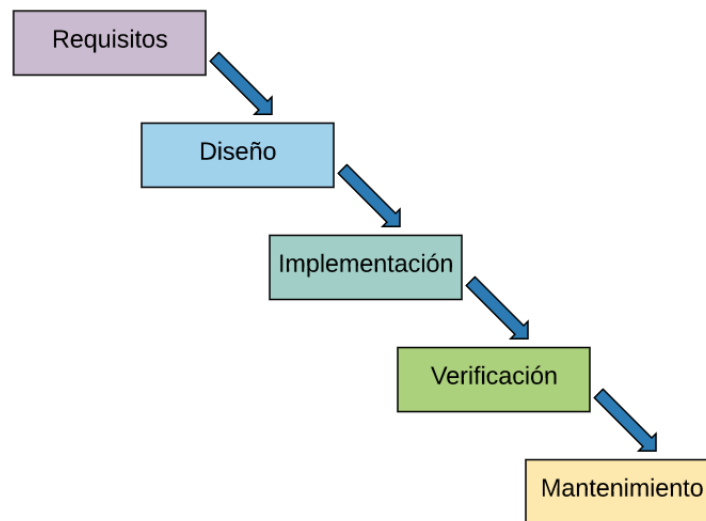 Requisitos
Diseño
Implementación
Verificación
Mantenimiento